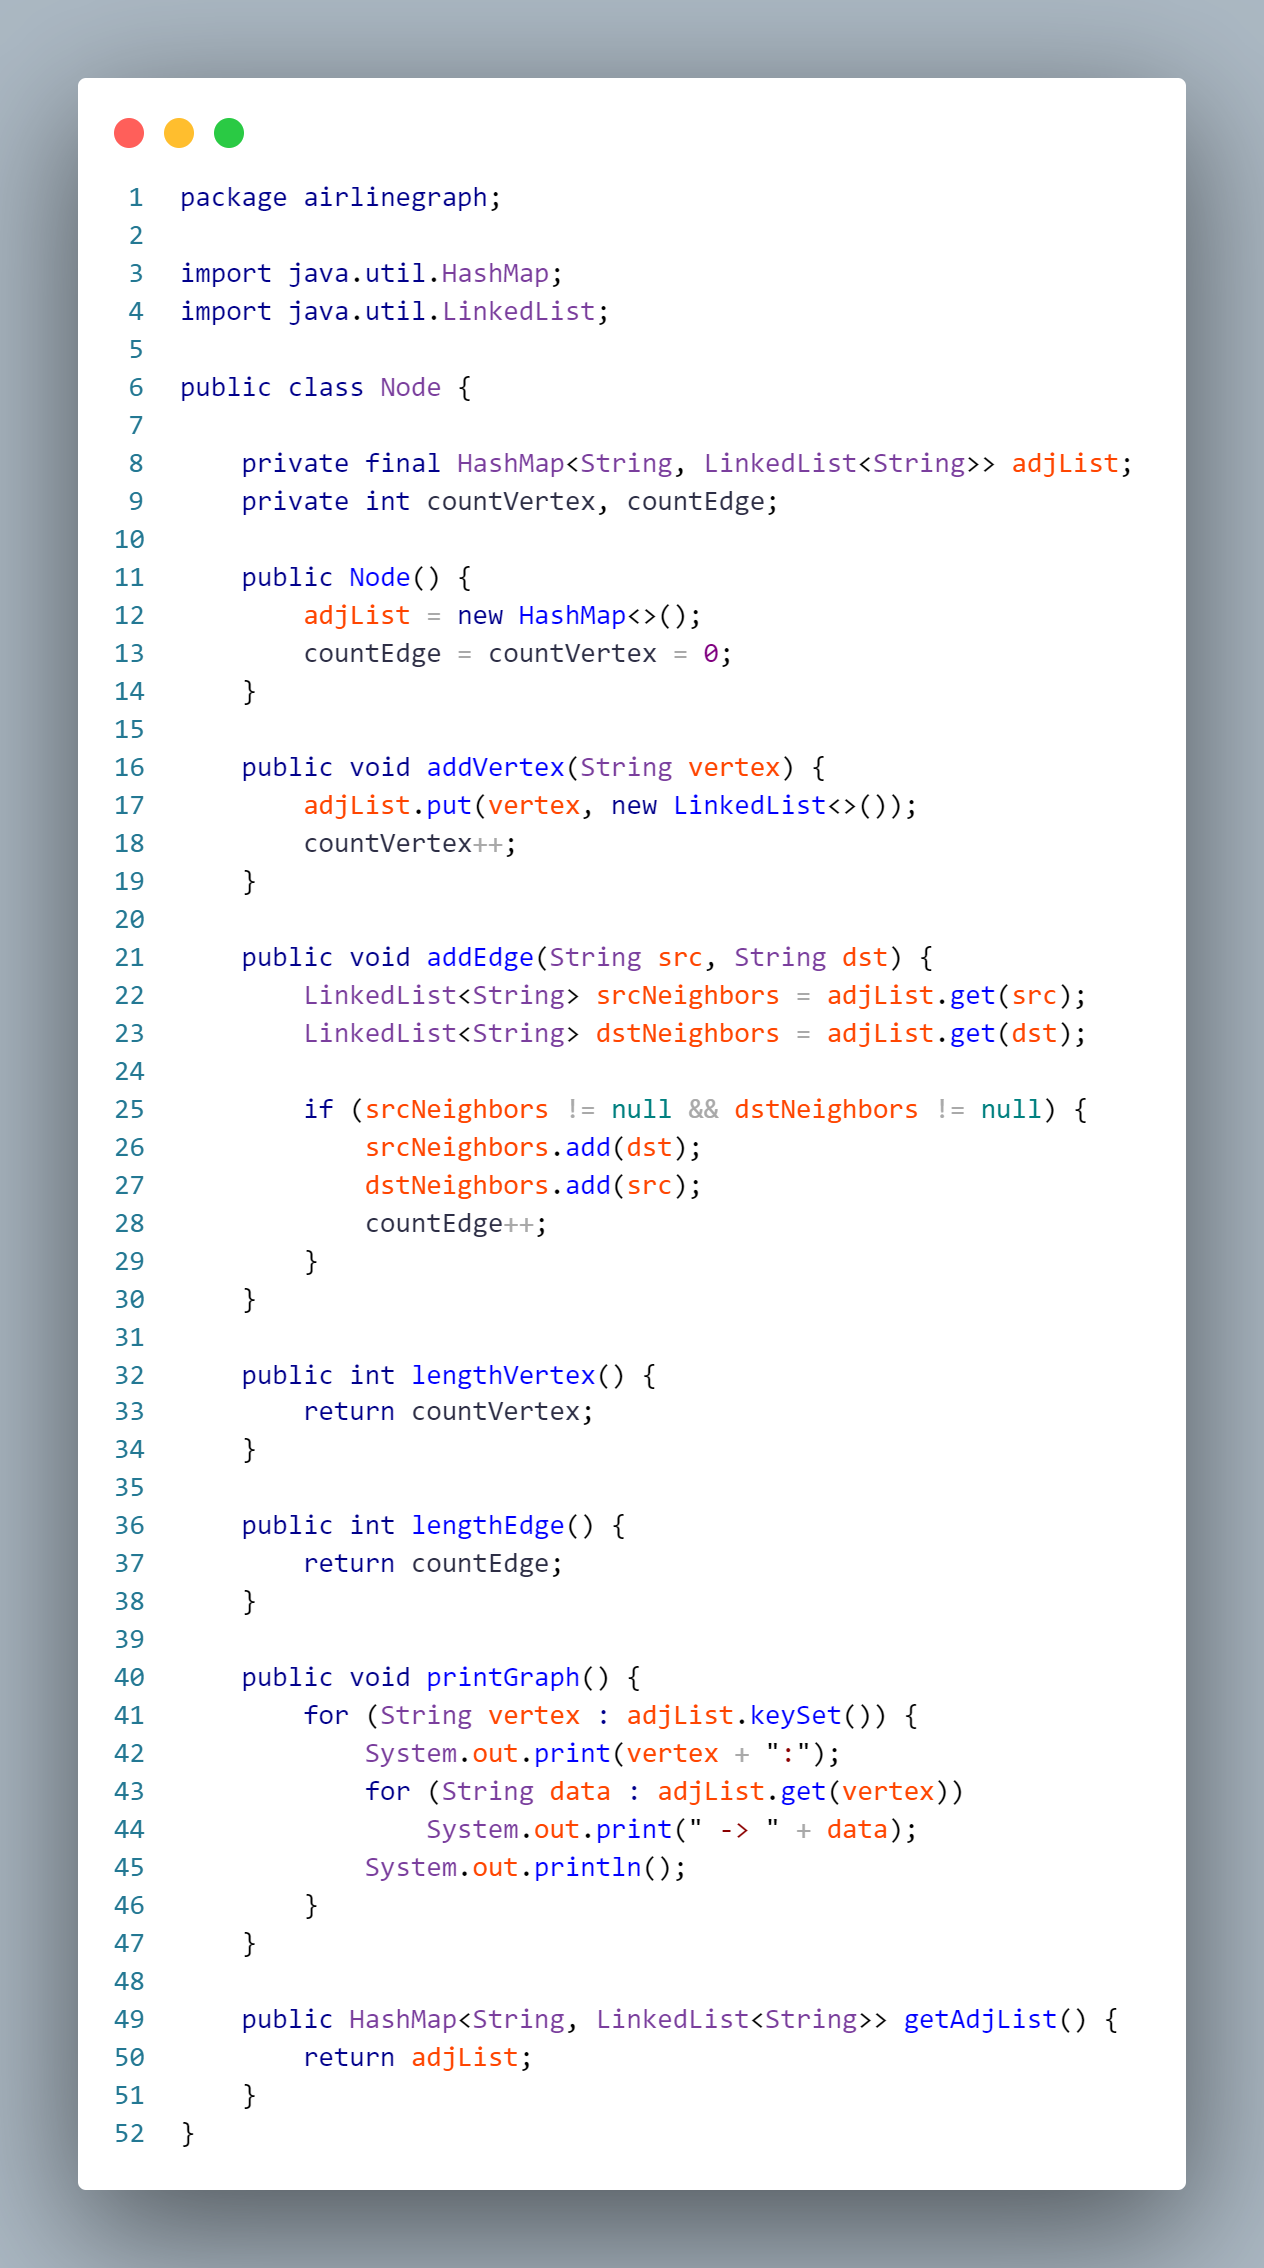 1 package airlinegraph;
2
3 import java.util.HashMap;
4 import java.util.LinkedList;
5
6 public class Node {
7
8     private final HashMap<String, LinkedList<String>> adjList;
9     private int countVertex, countEdge;
10
11     public Node() {
12         adjList = new HashMap<>();
13         countEdge = countVertex = 0;
14     }
15
16     public void addVertex(String vertex) {
17         adjList.put(vertex, new LinkedList<>());
18         countVertex++;
19     }
20
21     public void addEdge(String src, String dst) {
22         LinkedList<String> srcNeighbors = adjList.get(src);
23         LinkedList<String> dstNeighbors = adjList.get(dst);
24
25         if (srcNeighbors != null && dstNeighbors != null) {
26             srcNeighbors.add(dst);
27             dstNeighbors.add(src);
28             countEdge++;
29         }
30     }
31
32     public int lengthVertex() {
33         return countVertex;
34     }
35
36     public int lengthEdge() {
37         return countEdge;
38     }
39
40     public void printGraph() {
41         for (String vertex : adjList.keySet()) {
42             System.out.print(vertex + ":");
43             for (String data : adjList.get(vertex))
44                 System.out.print(" -> " + data);
45             System.out.println();
46         }
47     }
48
49     public HashMap<String, LinkedList<String>> getAdjList() {
50         return adjList;
51     }
52 }